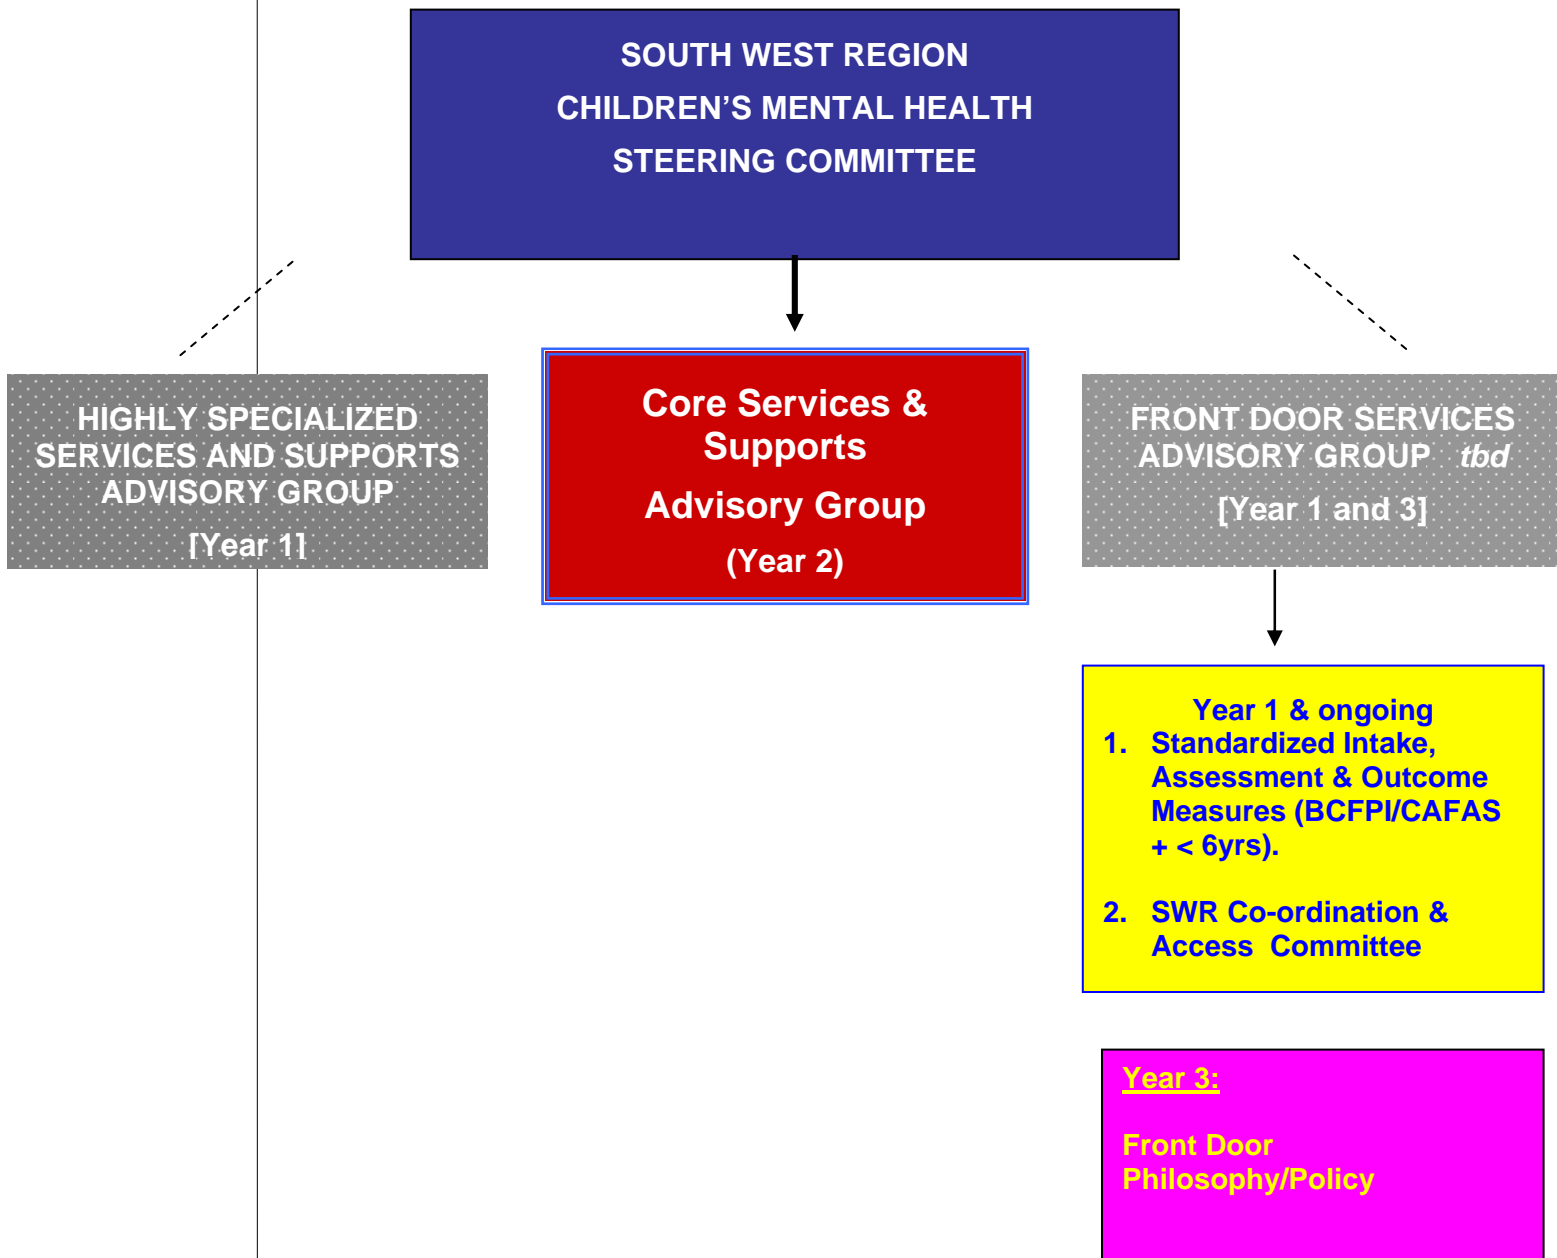 SOUTH WEST REGION
CHILDREN’S MENTAL HEALTH
STEERING COMMITTEE
HIGHLY SPECIALIZED
SERVICES AND SUPPORTS
ADVISORY GROUP
[Year 1]
Core Services &
Supports
Advisory Group
(Year 2)
FRONT DOOR SERVICES
ADVISORY GROUP tbd
[Year 1 and 3]
Year 1 & ongoing
1. Standardized Intake,
Assessment & Outcome
Measures (BCFPI/CAFAS
+ < 6yrs).
2. SWR Co-ordination &
Access Committee
Year 3:
Front Door
Philosophy/Policy